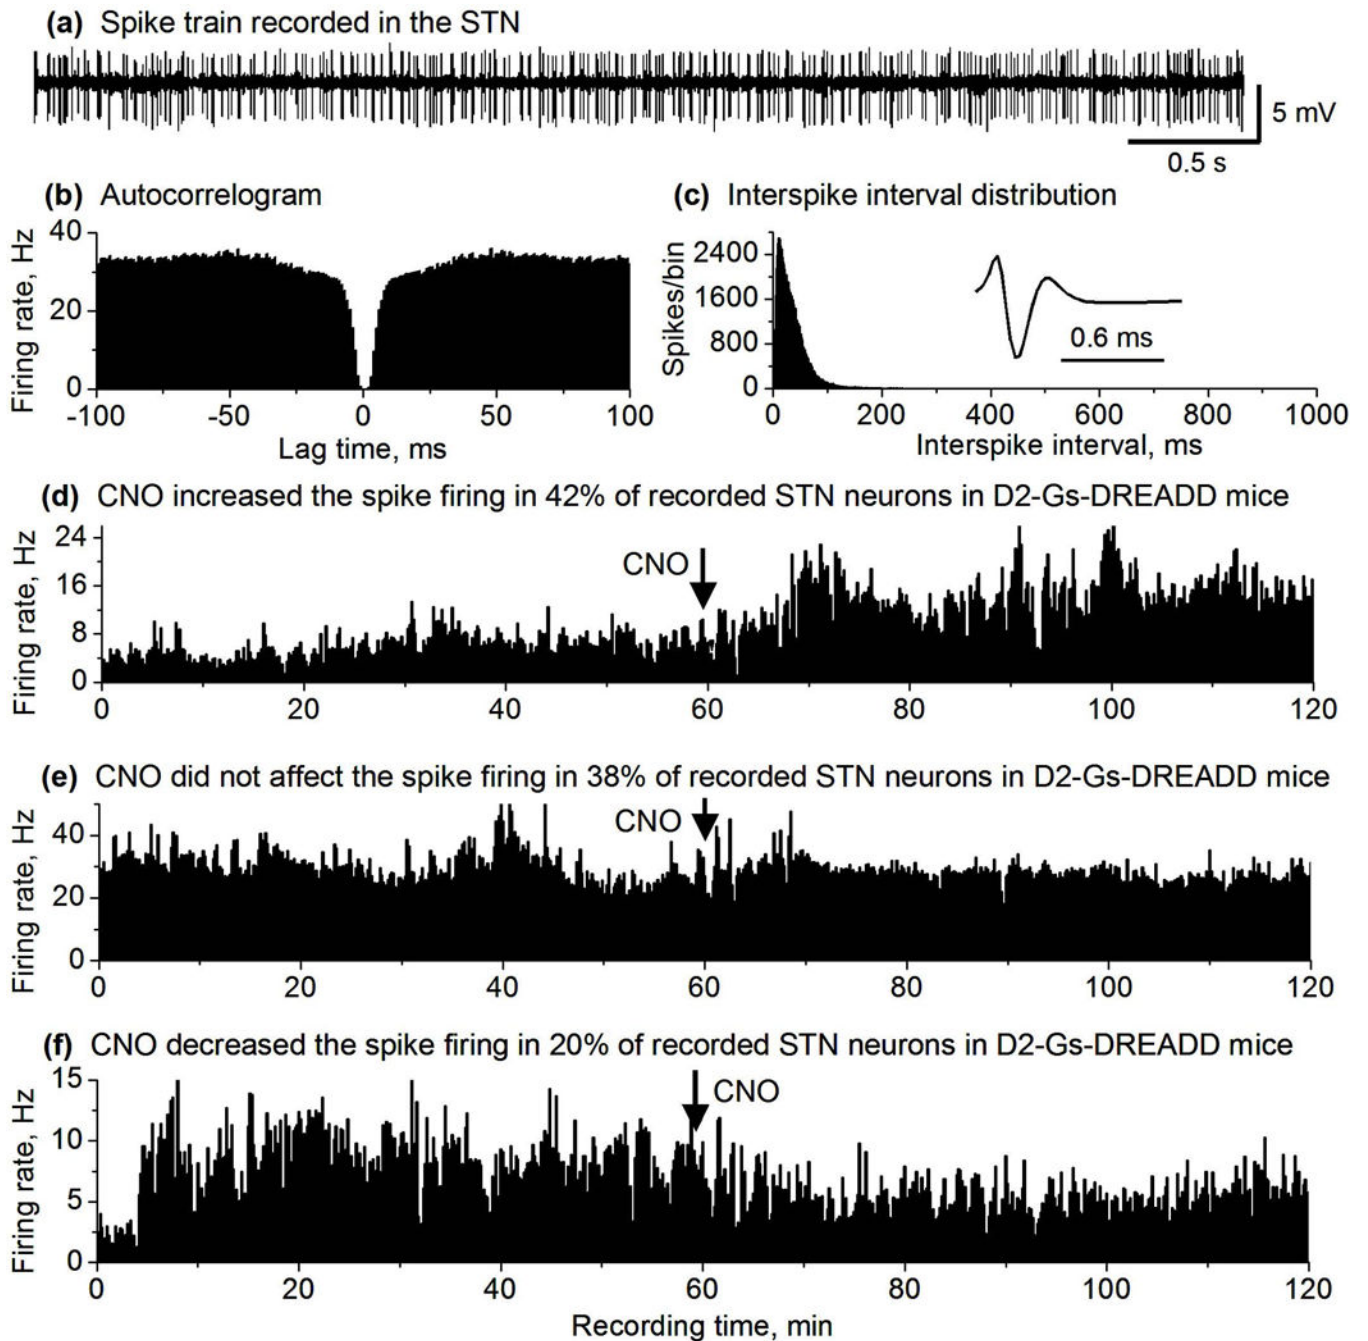 (a) Spike train recorded in the STN
5 mV
0.5 s
(b) Autocorrelogram
Firing rate, Hz
40
20
0
-100 -50 0 50 100
Lag time, ms
(c) Interspike interval distribution
Spikes/bin
2400
1600
800
0
0.6 ms
0 200 400 600 800 1000
Interspike interval, ms
(d) CNO increased the spike firing in 42% of recorded STN neurons in D2-Gs-DREADD mice
Firing rate, Hz
24
16
8
0
CNO
0 20 40 60 80 100 120
(e) CNO did not affect the spike firing in 38% of recorded STN neurons in D2-Gs-DREADD mice
Firing rate, Hz
40
20
0
CNO
0 20 40 60 80 100 120
(f) CNO decreased the spike firing in 20% of recorded STN neurons in D2-Gs-DREADD mice
Firing rate, Hz
15
10
5
0
CNO
0 20 40 60 80 100 120
Recording time, min